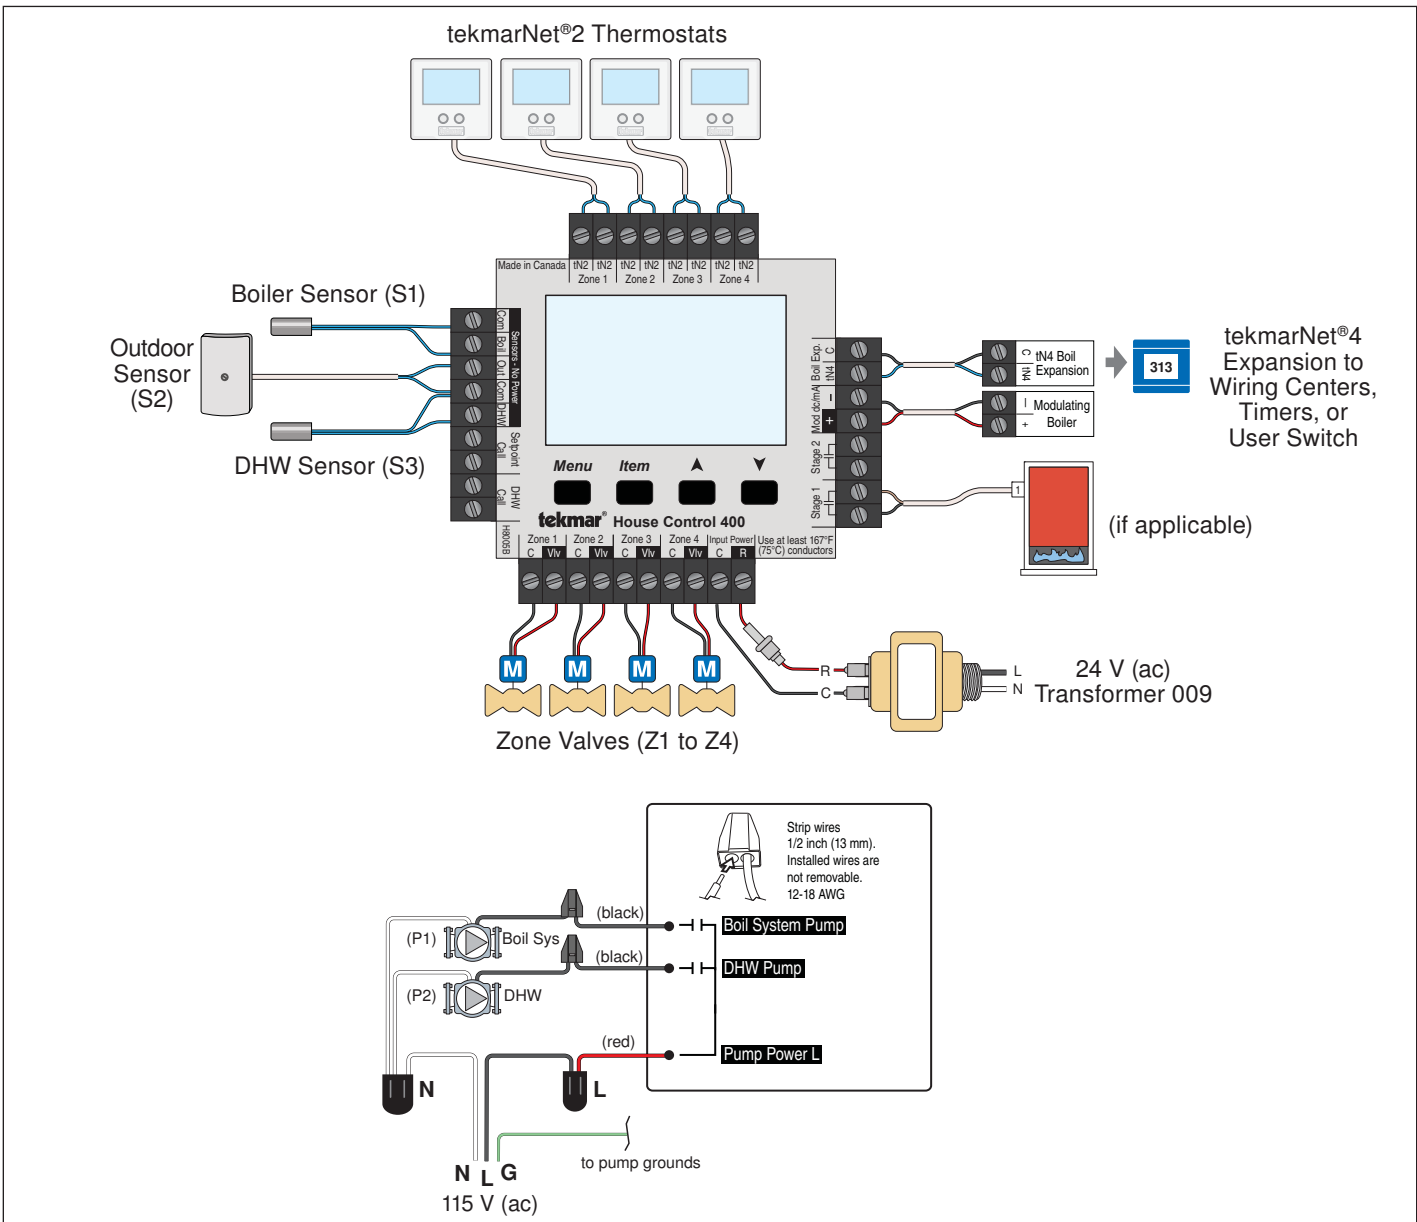 tekmarNet®2 Thermostats
Made in Canada
tN2 tN2 tN2 tN2 tN2 tN2 tN2 tN2
Zone 1 Zone 2 Zone 3 Zone 4
Boiler Sensor (S1)
Outdoor
Sensor
(S2)
DHW Sensor (S3)
Com
Boil
Out
Com
DHW
Sensors - No Power
Setpoint
Call
DHW
Call
H8005B
Menu Item
tekmar® House Control 400
C
tN4
Boil Exp.
–
+
Mod dc/mA
Stage 2
Stage 1
C
tN4
tN4 Boil
Expansion
–
+
Modulating
Boiler
313
tekmarNet®4
Expansion to
Wiring Centers,
Timers, or
User Switch
1
(if applicable)
Zone 1 Zone 2 Zone 3 Zone 4 Input Power
C Vlv C Vlv C Vlv C Vlv C R
Use at least 167°F
(75°C) conductors
M M M M
Zone Valves (Z1 to Z4)
R
C
L
N
24 V (ac)
Transformer 009
Strip wires
1/2 inch (13 mm).
Installed wires are
not removable.
12-18 AWG
(black)
Boil System Pump
(P1) Boil Sys
(black)
DHW Pump
(P2) DHW
(red)
Pump Power L
N
L
to pump grounds
N L G
115 V (ac)